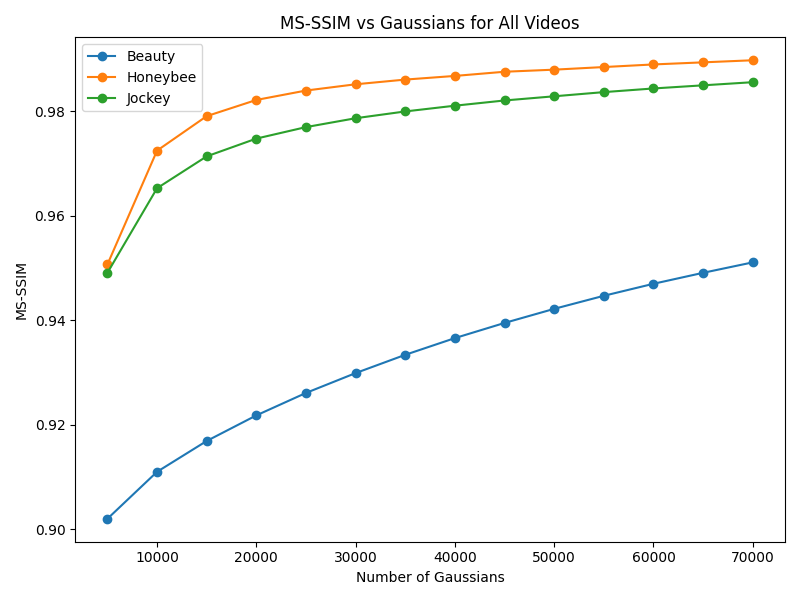 MS-SSIM vs Gaussians for All Videos
Beauty
Honeybee
Jockey
MS-SSIM
0.98
0.96
0.94
0.92
0.90
10000 20000 30000 40000 50000 60000 70000
Number of Gaussians